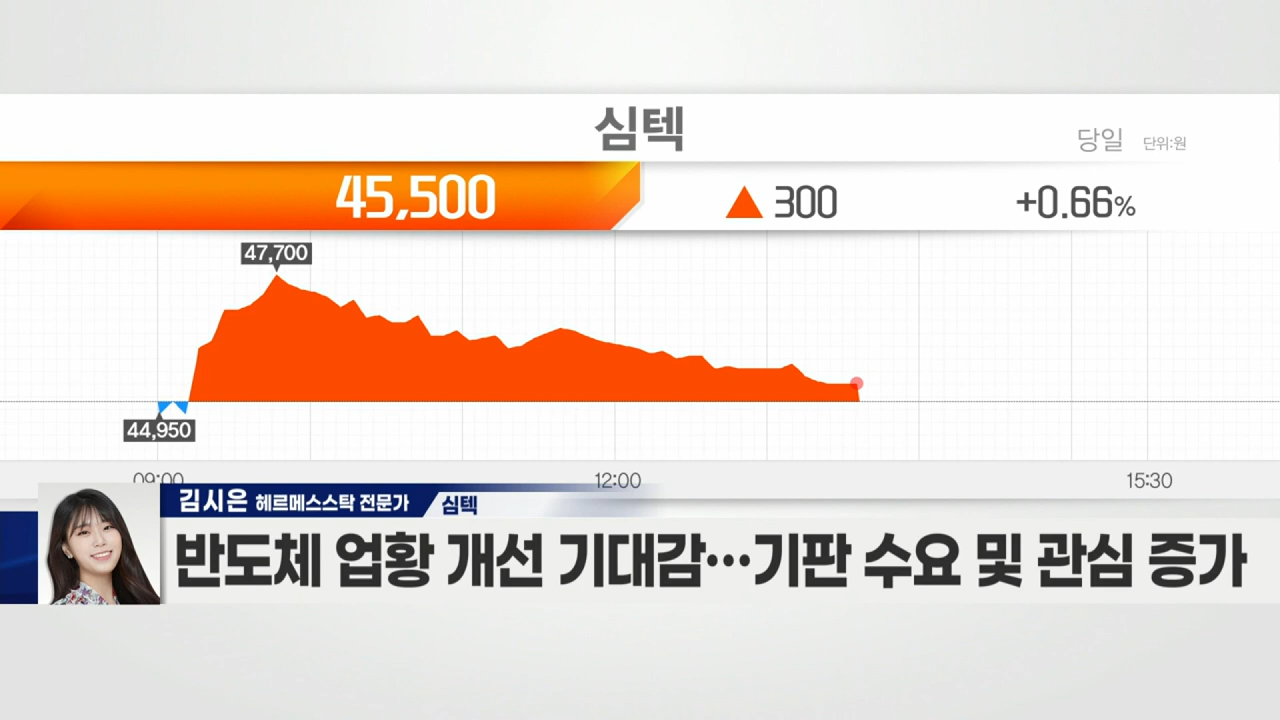 심텍
당일 단위:원
45,500 ▲ 300 +0.66%
47,700
44,950
09:00 12:00 15:30
김시은 헤르메스스탁 전문가 심텍
반도체 업황 개선 기대감…기판 수요 및 관심 증가